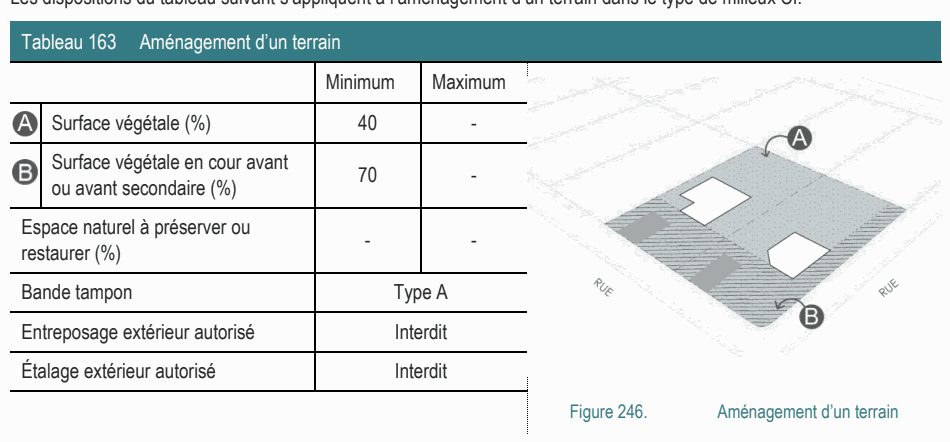 Les dispositions du tableau suivant s'appliquent à l'aménagement d'un terrain dans le type de milieux CI.
Tableau 163 Aménagement d'un terrain
Minimum Maximum
A Surface végétale (%) 40 -
B Surface végétale en cour avant
ou avant secondaire (%) 70 -
Espace naturel à préserver ou
restaurer (%) - -
Bande tampon Type A
Entreposage extérieur autorisé Interdit
Étalage extérieur autorisé Interdit
A
RUE
RUE
B
Figure 246. Aménagement d'un terrain